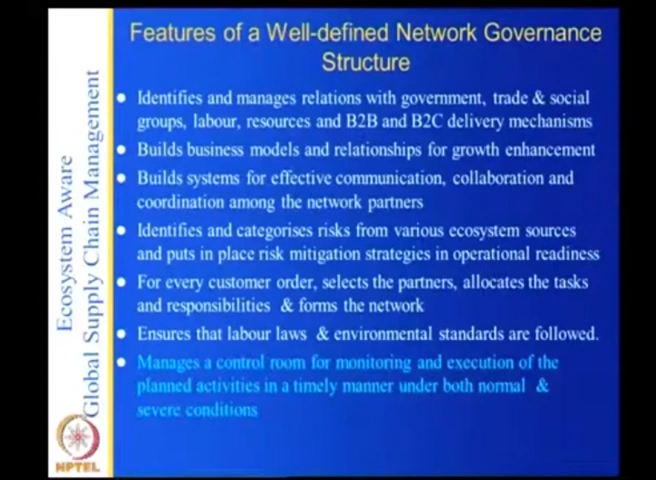 Features of a Well-defined Network Governance
Structure
Identifies and manages relations with government, trade & social
groups, labour, resources and B2B and B2C delivery mechanisms
Builds business models and relationships for growth enhancement
Builds systems for effective communication, collaboration and
coordination among the network partners
Identifies and categorises risks from various ecosystem sources
and puts in place risk mitigation strategies in operational readiness
For every customer order, selects the partners, allocates the tasks
and responsibilities & forms the network
Ensures that labour laws & environmental standards are followed.
Manages a control room for monitoring and execution of the
planned activities in a timely manner under both normal &
severe conditions
Ecosystem Aware
Global Supply Chain Management
NPTEL